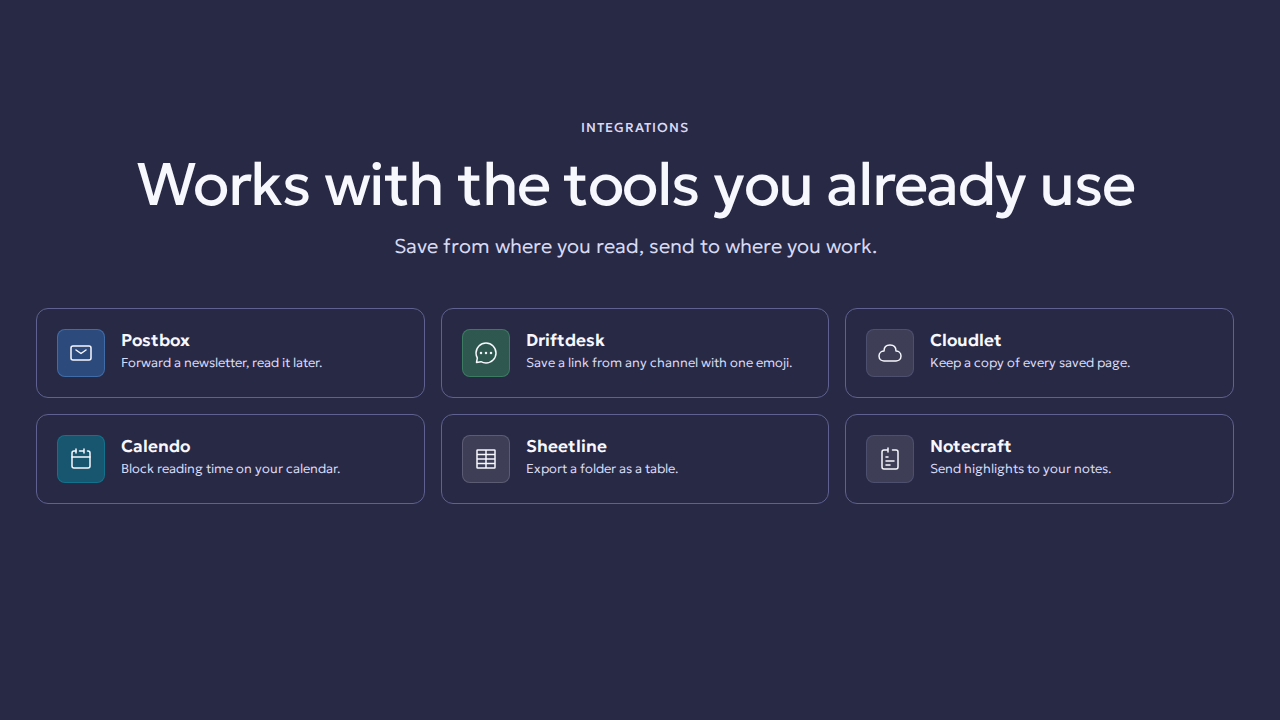 INTEGRATIONS
Works with the tools you already use
Save from where you read, send to where you work.
Postbox
Forward a newsletter, read it later.
Driftdesk
Save a link from any channel with one emoji.
Cloudlet
Keep a copy of every saved page.
Calendo
Block reading time on your calendar.
Sheetline
Export a folder as a table.
Notecraft
Send highlights to your notes.